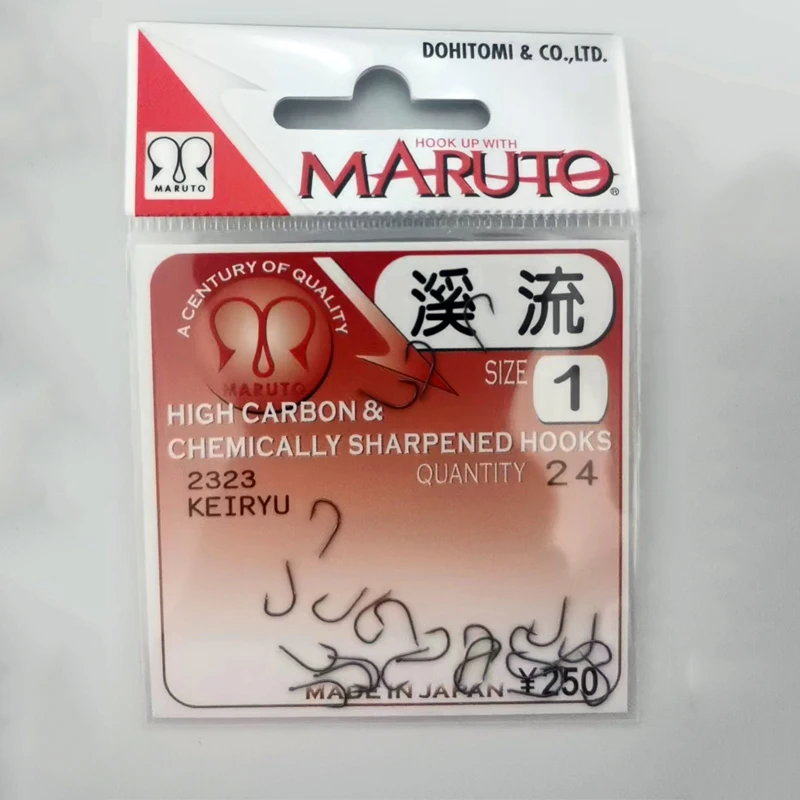 DOHITOMI & CO.,LTD.
HOOK UP WITH
MARUTO®
MARUTO
A CENTURY OF QUALITY
MARUTO
溪流
SIZE 1
HIGH CARBON &
CHEMICALLY SHARPENED HOOKS
QUANTITY 24
2323
KEIRYU
MADE IN JAPAN
¥250